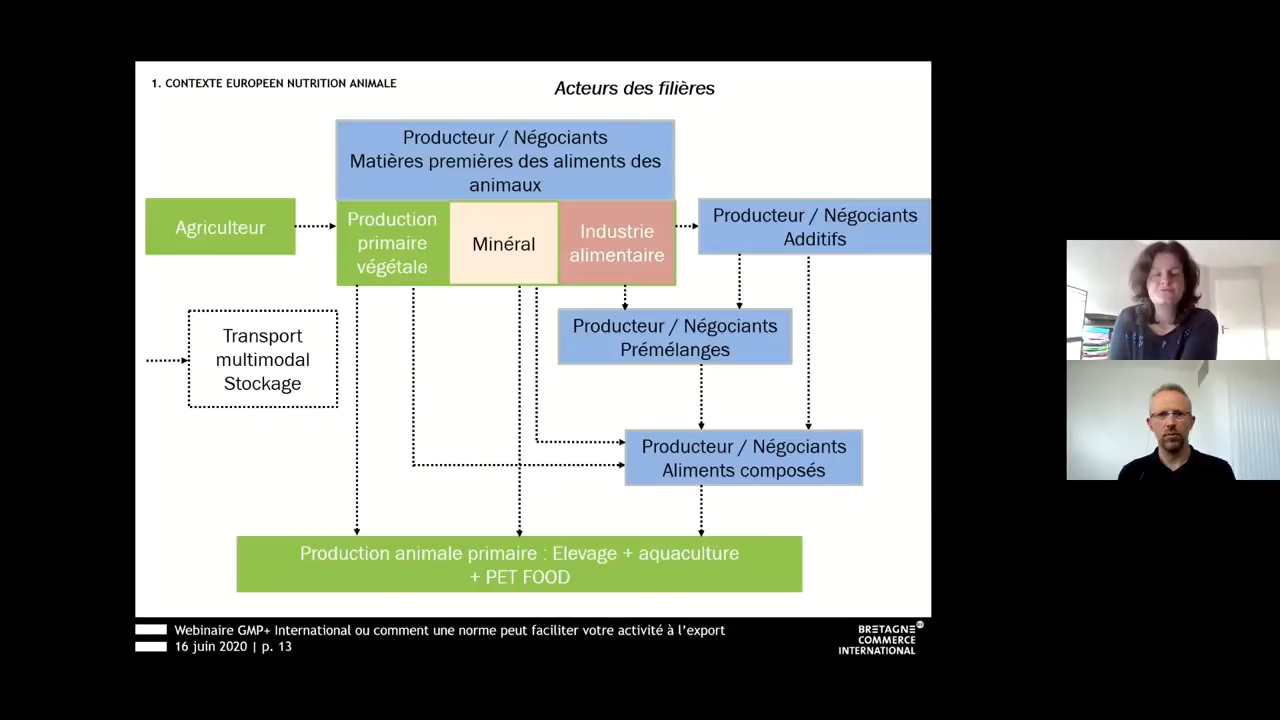 1. CONTEXTE EUROPEEN NUTRITION ANIMALE
Acteurs des filières
Producteur / Négociants
Matières premières des aliments des
animaux
Agriculteur
Production
primaire
végétale
Minéral
Industrie
alimentaire
Producteur / Négociants
Additifs
Transport
multimodal
Stockage
Producteur / Négociants
Prémélanges
Producteur / Négociants
Aliments composés
Production animale primaire : Elevage + aquaculture
+ PET FOOD
Webinaire GMP+ International ou comment une norme peut faciliter votre activité à l’export
16 juin 2020 | p. 13
BRETAGNE
COMMERCE
INTERNATIONAL